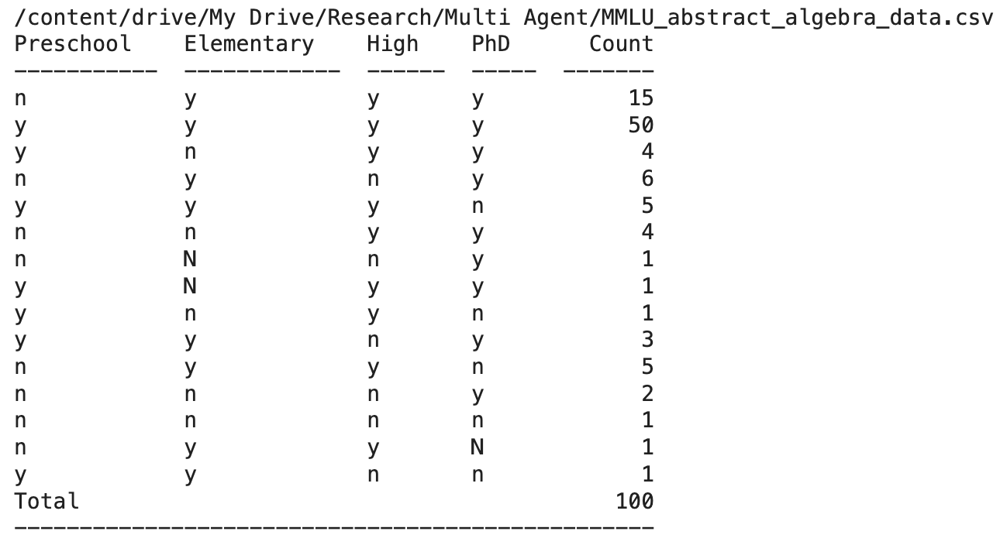 /content/drive/My Drive/Research/Multi Agent/MMLU_abstract_algebra_data.csv
Preschool    Elementary    High    PhD      Count
-----------  ------------  ------  -----  -------
n            y             y       y           15
y            y             y       y           50
y            n             y       y            4
n            y             n       y            6
y            y             y       n            5
n            n             y       y            4
n            N             n       y            1
y            N             y       y            1
y            n             y       n            1
y            y             n       y            3
n            y             y       n            5
n            n             n       y            2
n            n             n       n            1
n            y             y       N            1
y            y             n       n            1
Total                                         100
-------------------------------------------------